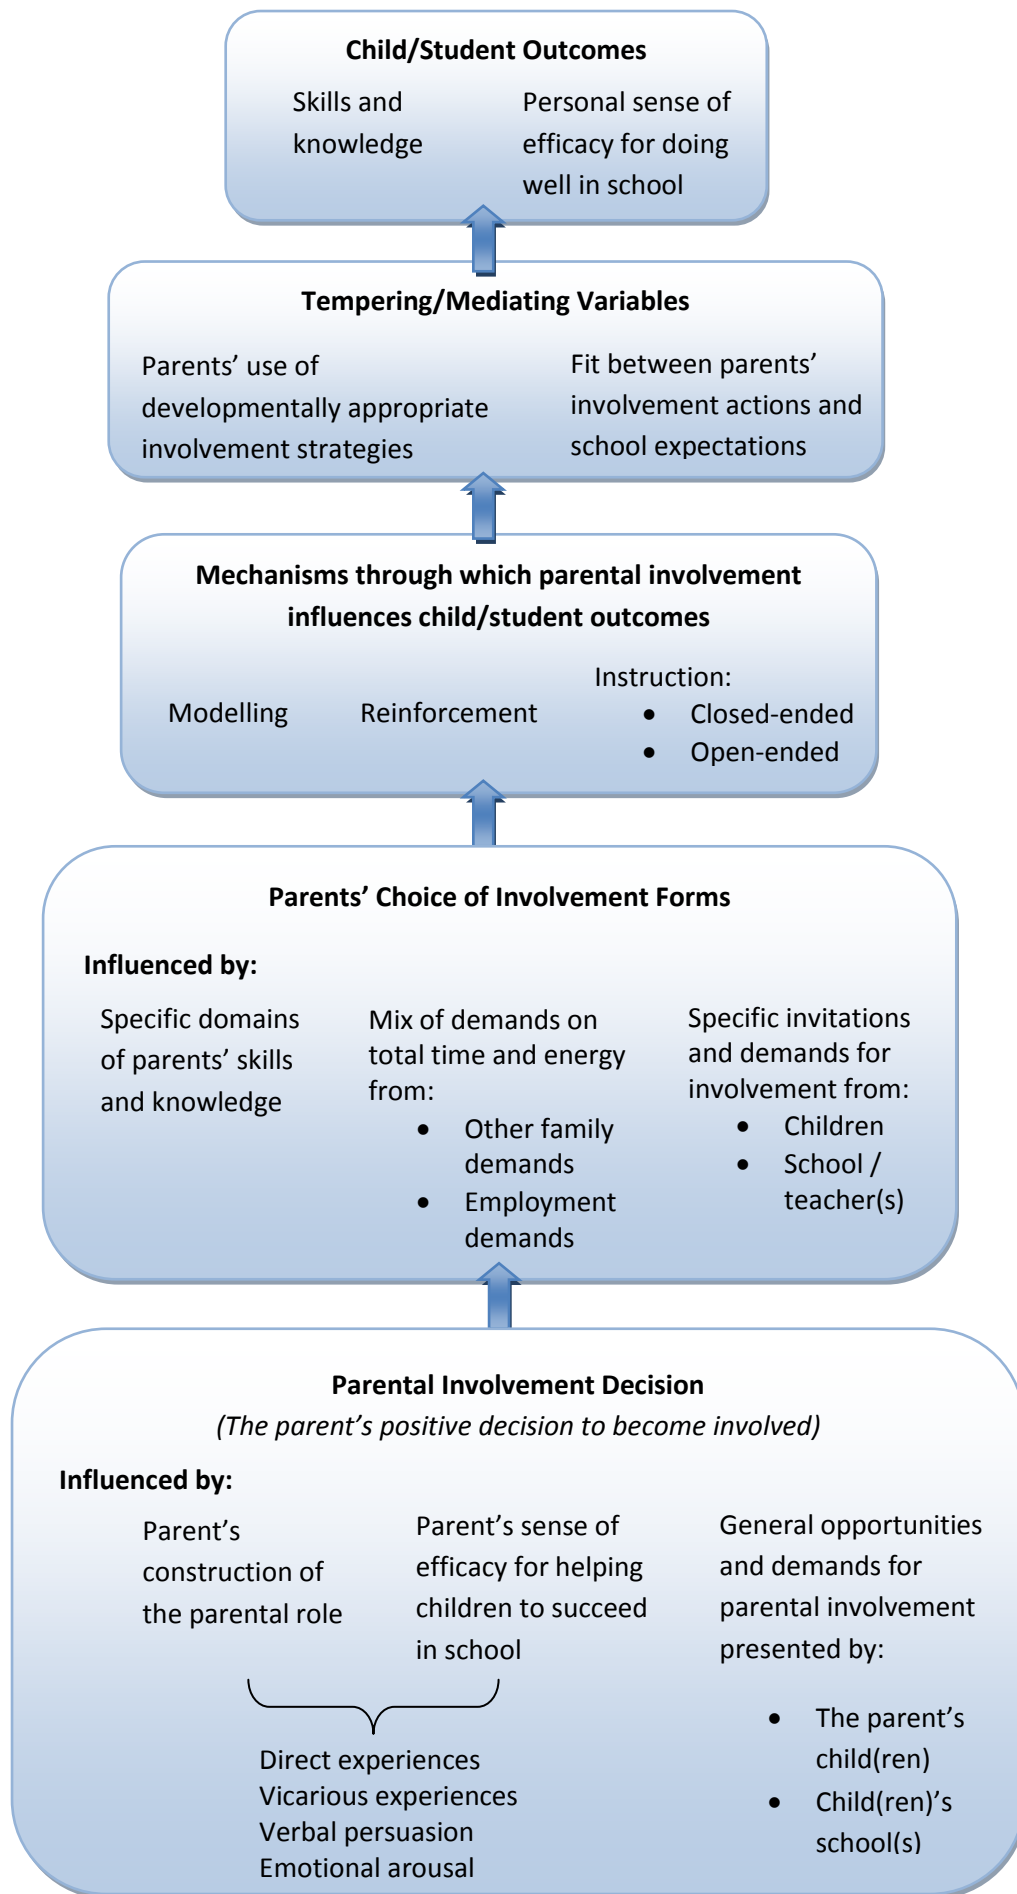 Child/Student Outcomes
Skills and
knowledge
Personal sense of
efficacy for doing
well in school
Tempering/Mediating Variables
Parents’ use of
developmentally appropriate
involvement strategies
Fit between parents’
involvement actions and
school expectations
Mechanisms through which parental involvement
influences child/student outcomes
Modelling
Reinforcement
Instruction:
• Closed-ended
• Open-ended
Parents’ Choice of Involvement Forms
Influenced by:
Specific domains
of parents’ skills
and knowledge
Mix of demands on
total time and energy
from:
• Other family
demands
• Employment
demands
Specific invitations
and demands for
involvement from:
• Children
• School /
teacher(s)
Parental Involvement Decision
(The parent’s positive decision to become involved)
Influenced by:
Parent’s
construction of
the parental role
Parent’s sense of
efficacy for helping
children to succeed
in school
Direct experiences
Vicarious experiences
Verbal persuasion
Emotional arousal
General opportunities
and demands for
parental involvement
presented by:
• The parent’s
child(ren)
• Child(ren)’s
school(s)